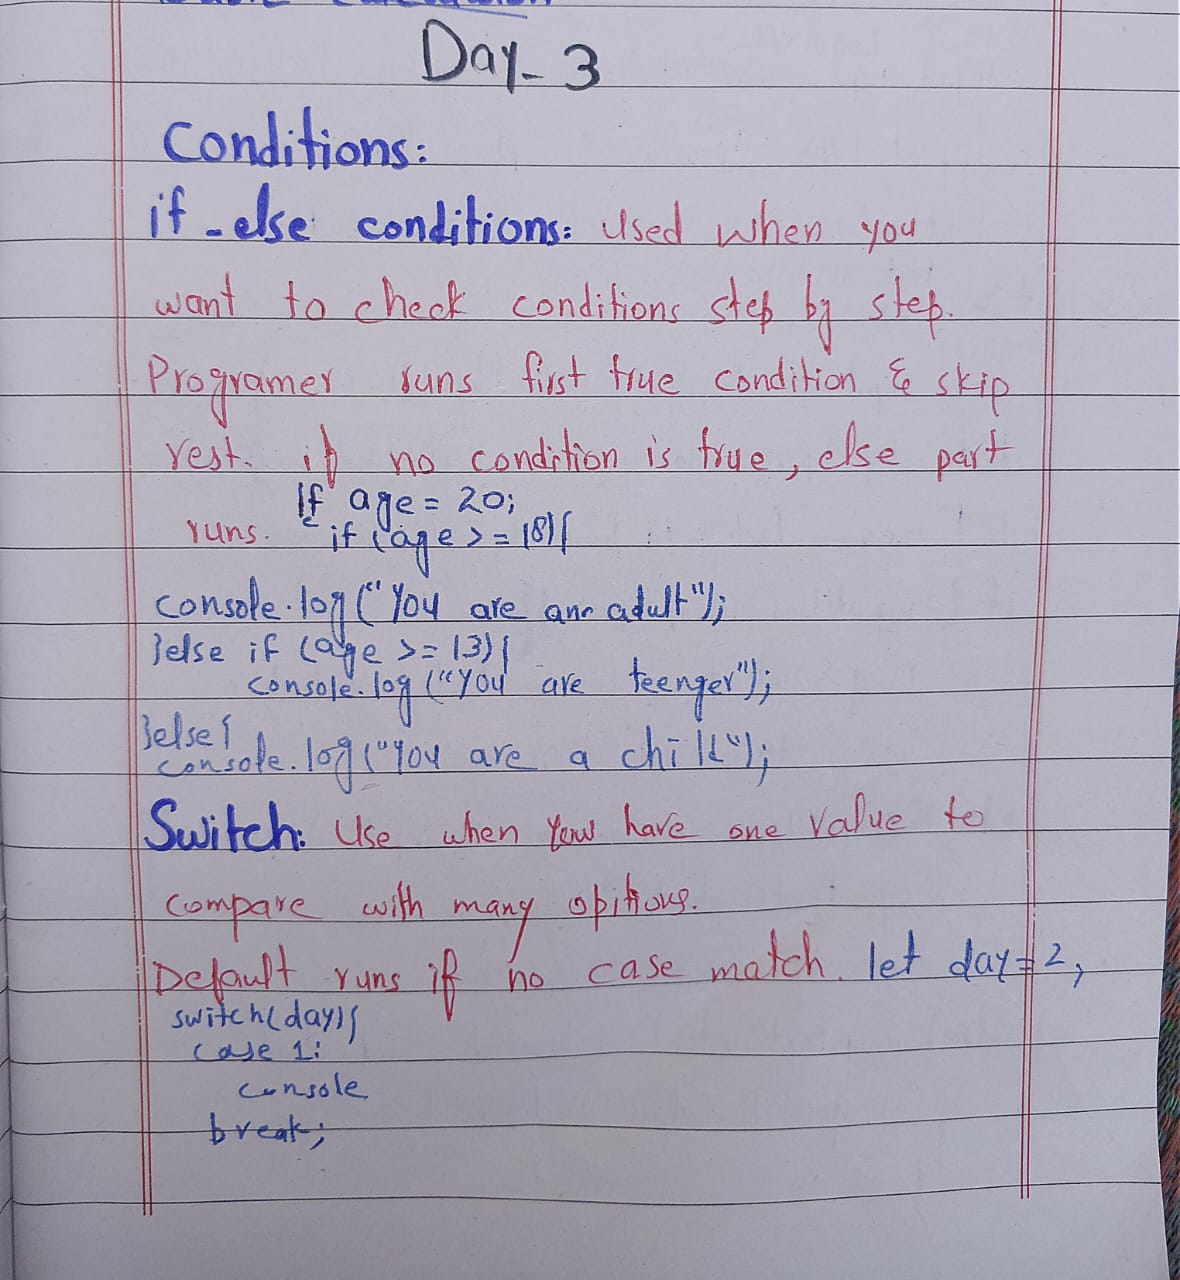 Day- 3
Conditions:
if-else conditions: Used when you
want to check conditions step by step.
Programer runs first true condition & skip
rest. if no condition is true, else part
If age = 20;
runs. if (age >= 18){
console.log("You are an adult");
}else if (age >= 13){
console.log("you are teenger");
}else{
console.log("You are a child");
Switch: Use when you have one value to
compare with many
Default runs if no case match. let day=2,
switch(day){
case 1:
console
break;